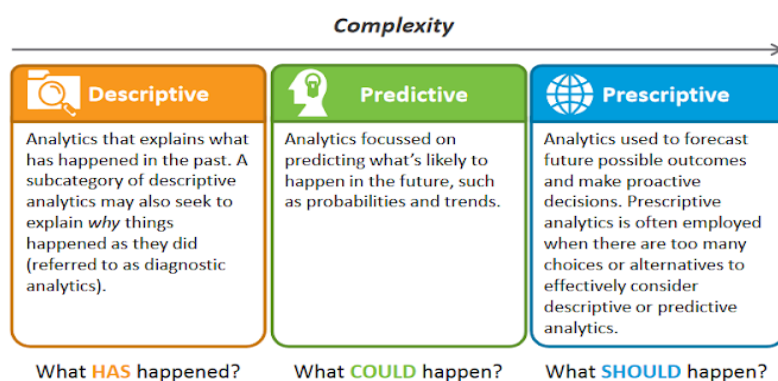 Complexity
Descriptive
Analytics that explains what
has happened in the past. A
subcategory of descriptive
analytics may also seek to
explain why things
happened as they did
(referred to as diagnostic
analytics).
What HAS happened?
Predictive
Analytics focussed on
predicting what's likely to
happen in the future, such
as probabilities and trends.
What COULD happen?
Prescriptive
Analytics used to forecast
future possible outcomes
and make proactive
decisions. Prescriptive
analytics is often employed
when there are too many
choices or alternatives to
effectively consider
descriptive or predictive
analytics.
What SHOULD happen?